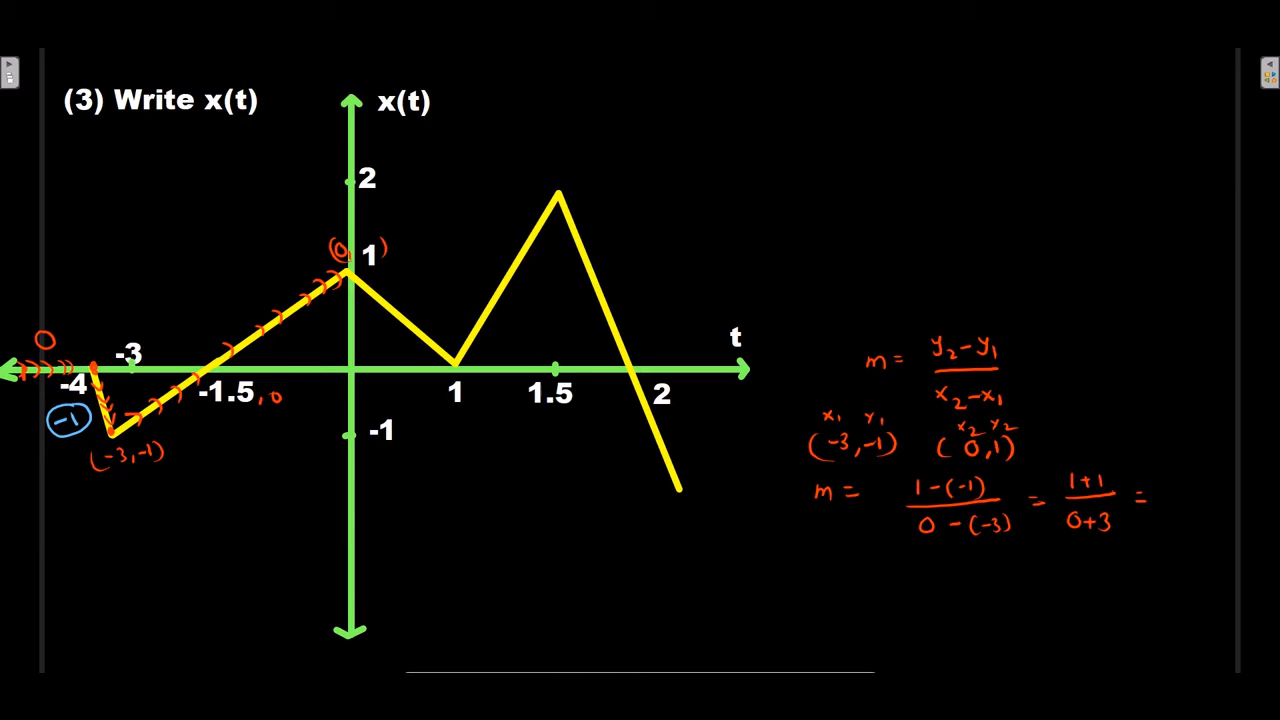 (3) Write x(t)
x(t)
2
(0, 1)
0
-3
t
-4
-1.5,0
1
1.5
2
-1
-1
(-3,-1)
m = y2-y1
x2-x1
x1 y1 x2 y2
(-3,-1) (0,1)
m = 1-(-1) = 1+1 =
0-(-3) 0+3